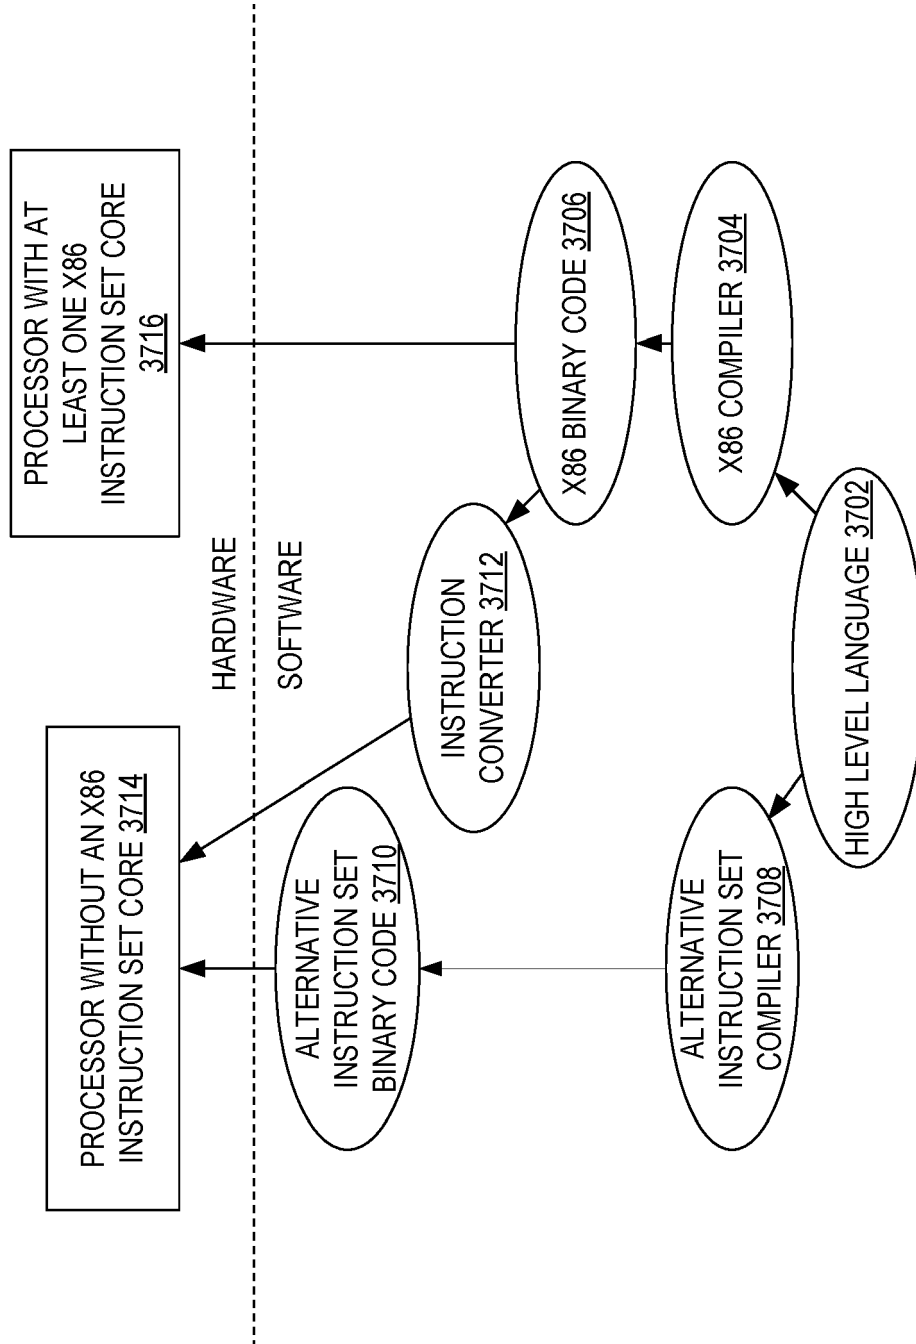 PROCESSOR WITHOUT AN X86
INSTRUCTION SET CORE 3714
PROCESSOR WITH AT
LEAST ONE X86
INSTRUCTION SET CORE
3716
HARDWARE
SOFTWARE
ALTERNATIVE
INSTRUCTION SET
BINARY CODE 3710
INSTRUCTION
CONVERTER 3712
X86 BINARY CODE 3706
ALTERNATIVE
INSTRUCTION SET
COMPILER 3708
X86 COMPILER 3704
HIGH LEVEL LANGUAGE 3702